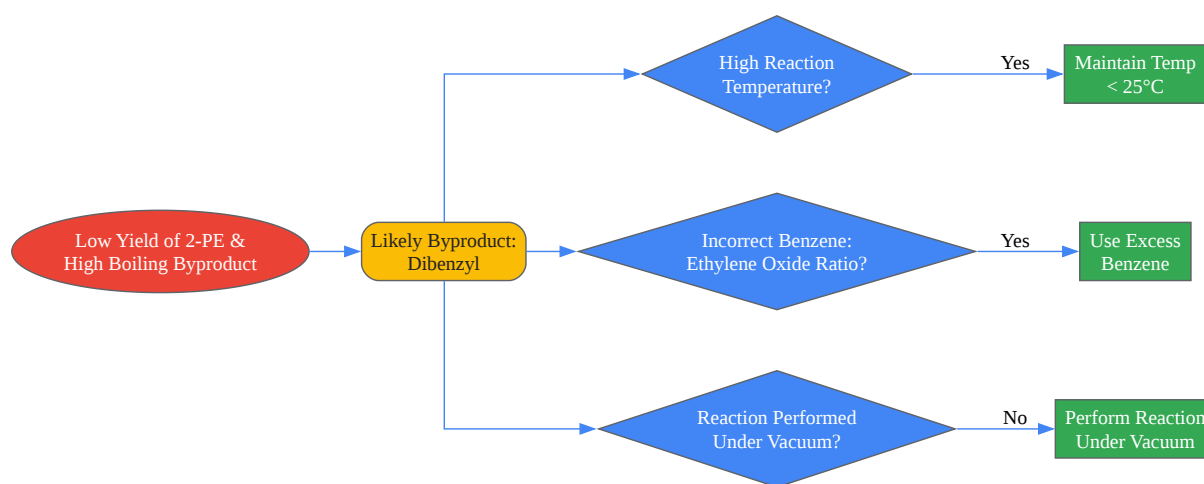 Low Yield of 2-PE &
High Boiling Byproduct
Likely Byproduct:
Dibenzyl
High Reaction
Temperature?
Yes
Maintain Temp
< 25°C
Incorrect Benzene:
Ethylene Oxide Ratio?
Yes
Use Excess
Benzene
Reaction Performed
Under Vacuum?
No
Perform Reaction
Under Vacuum